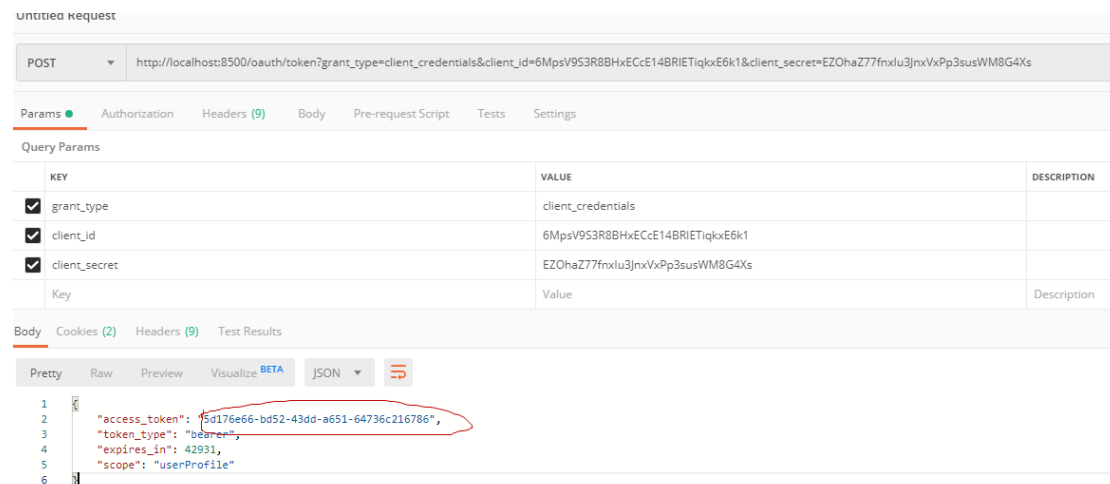 Untitled Request
POST http://localhost:8500/oauth/token?grant_type=client_credentials&client_id=6MpsV9S3R8BHxECcE14BRIETiqkxE6k1&client_secret=EZOhaZ77fnxlu3JnxVxPp3susWM8G4Xs
Params Authorization Headers (9) Body Pre-request Script Tests Settings
Query Params
KEY VALUE DESCRIPTION
grant_type client_credentials
client_id 6MpsV9S3R8BHxECcE14BRIETiqkxE6k1
client_secret EZOhaZ77fnxlu3JnxVxPp3susWM8G4Xs
Key Value Description
Body Cookies (2) Headers (9) Test Results
Pretty Raw Preview Visualize BETA JSON
1 {
2 "access_token": "5d176e66-bd52-43dd-a651-64736c216786",
3 "token_type": "bearer",
4 "expires_in": 42931,
5 "scope": "userProfile"
6 }